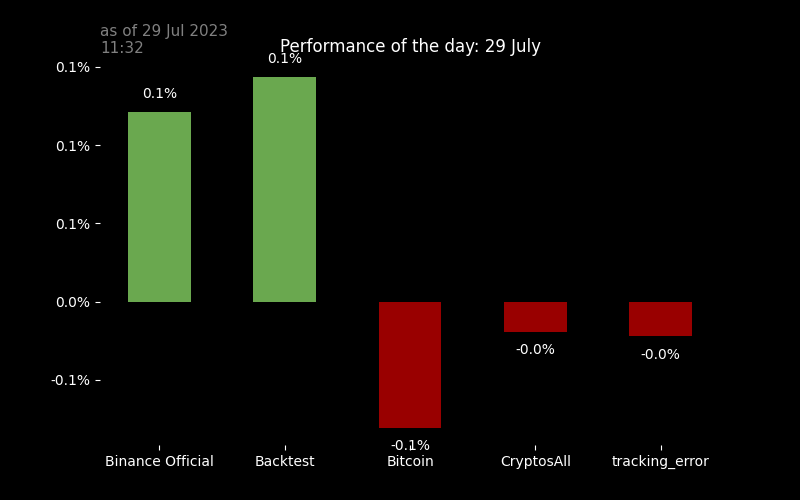 as of 29 Jul 2023
11:32
Performance of the day: 29 July
0.1%
0.1%
0.1%
0.1%
0.1%
0.0%
-0.0%
-0.0%
-0.1%
-0.1%
Binance Official
Backtest
Bitcoin
CryptosAll
tracking_error